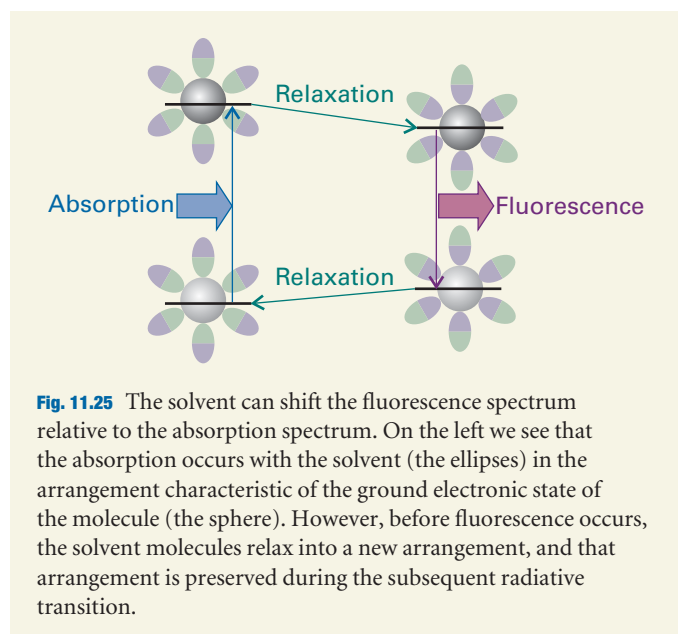 Relaxation
Absorption
Fluorescence
Relaxation
Fig. 11.25 The solvent can shift the fluorescence spectrum
relative to the absorption spectrum. On the left we see that
the absorption occurs with the solvent (the ellipses) in the
arrangement characteristic of the ground electronic state of
the molecule (the sphere). However, before fluorescence occurs,
the solvent molecules relax into a new arrangement, and that
arrangement is preserved during the subsequent radiative
transition.